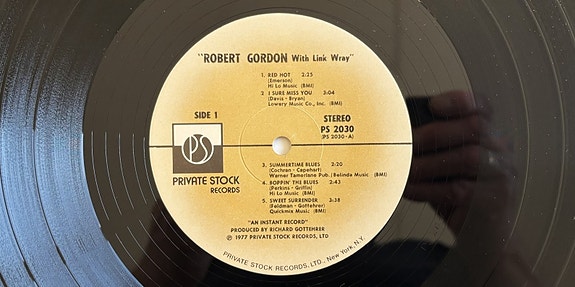 "ROBERT GORDON With Link Wray"
1. RED HOT 2:25
(Emerson)
Hi Lo Music (BMI)
2 I SURE MISS YOU 3:04
(Davis - Bryan)
Lowery Music Co., Inc. (BMI)
SIDE 1
STEREO
PS 2030
(PS 2030-A)
PS
PRIVATE STOCK
RECORDS
3. SUMMERTIME BLUES 2:20
(Cochran - Capehart)
Warner Tamerlane Pub./Belinda Music (BMI)
4. BOPPIN' THE BLUES 2:43
(Perkins - Griffin)
Hi Lo Music (BMI)
5. SWEET SURRENDER 3:38
(Feldman - Gottehrer)
Quickmix Music (BMI)
"AN INSTANT RECORD"
PRODUCED BY RICHARD GOTTEHRER
℗ 1977 PRIVATE STOCK RECORDS, LTD
PRIVATE STOCK RECORDS, LTD., New York, N.Y.